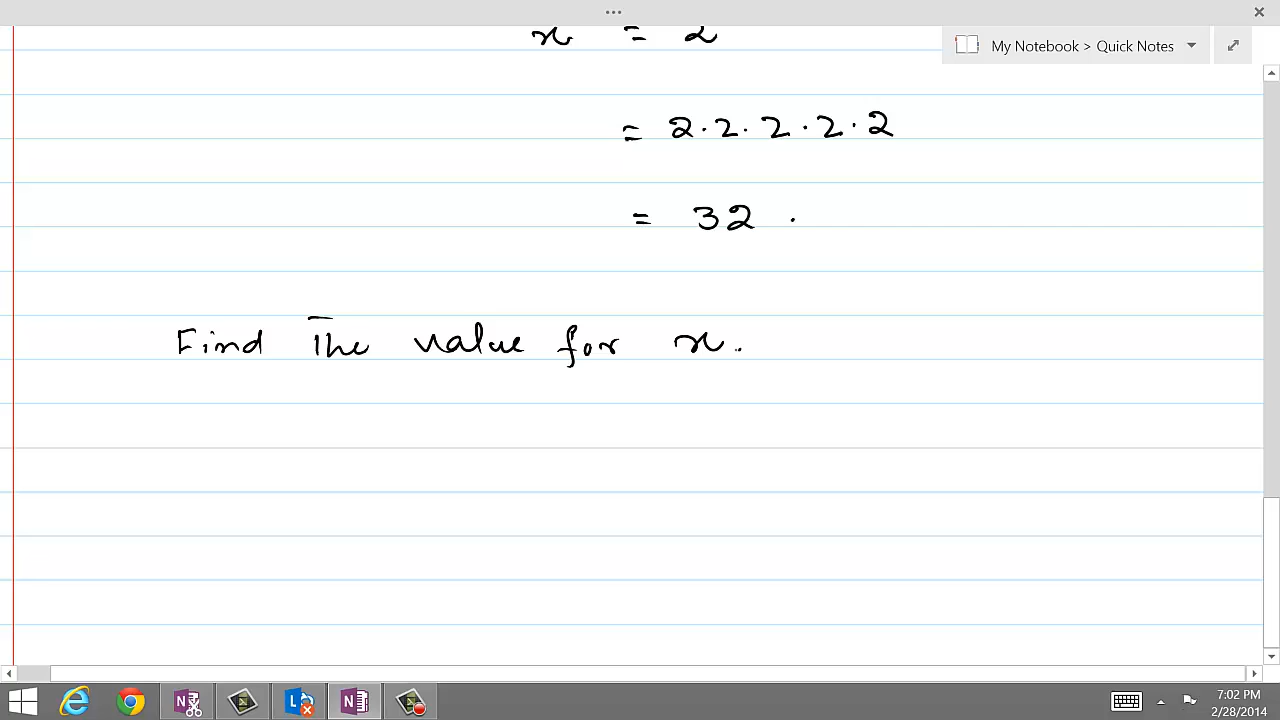 ...
x = 2
My Notebook > Quick Notes
= 2·2·2·2·2
= 32.
Find The value for x.
7:02 PM
2/28/2014